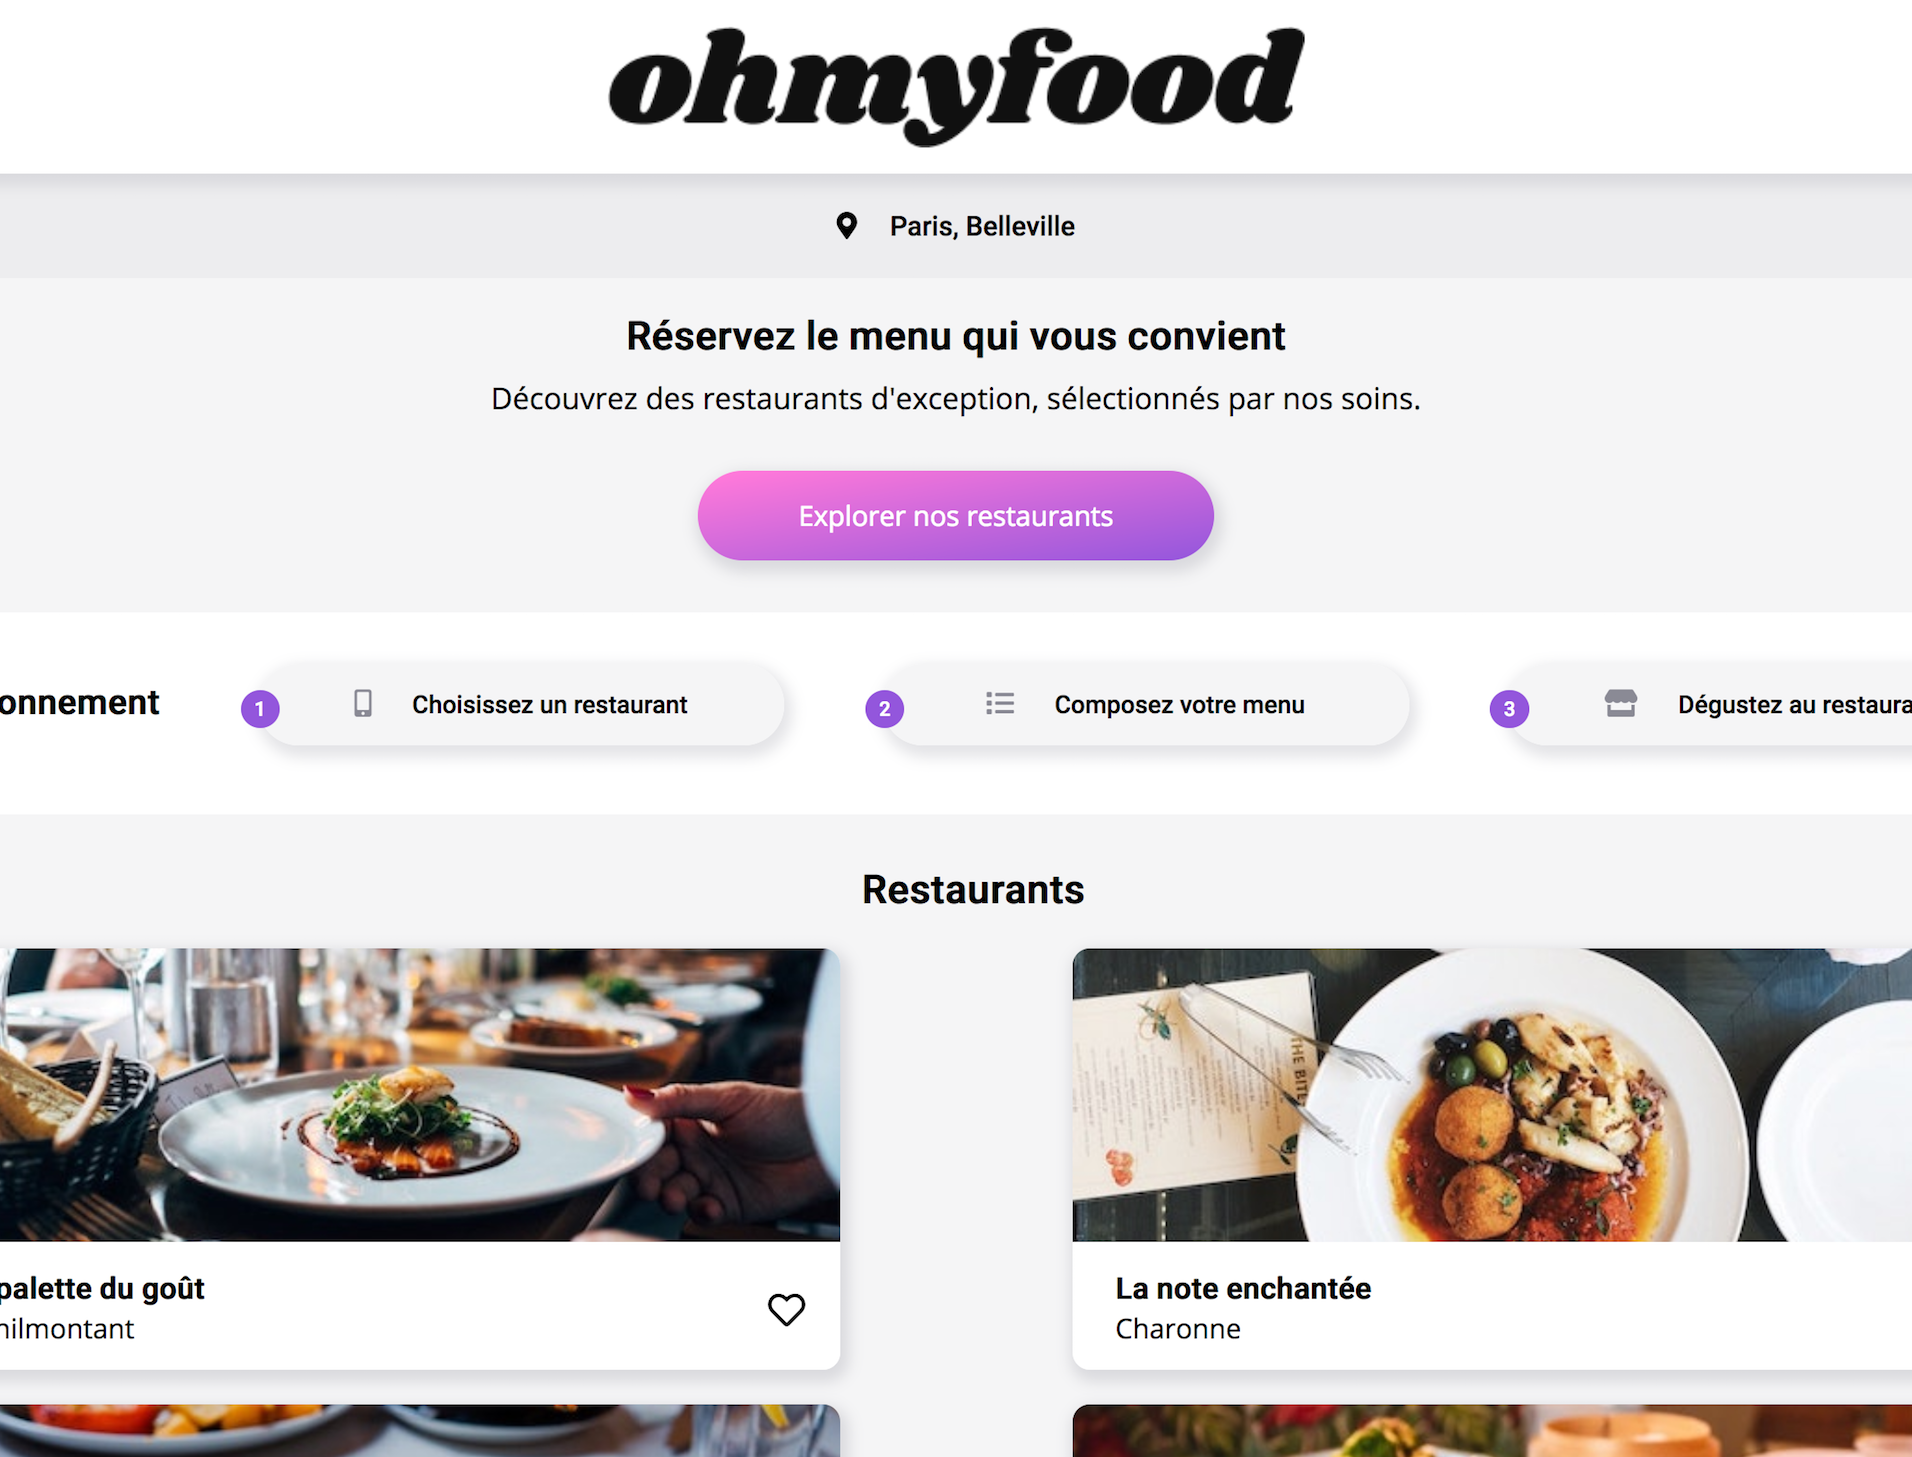 ohmyfood
Paris, Belleville
Réservez le menu qui vous convient
Découvrez des restaurants d'exception, sélectionnés par nos soins.
Explorer nos restaurants
onnement
1 Choisissez un restaurant
2 Composez votre menu
3 Dégustez au restaura
Restaurants
THE BIT
palette du goût
nilmontant
La note enchantée
Charonne